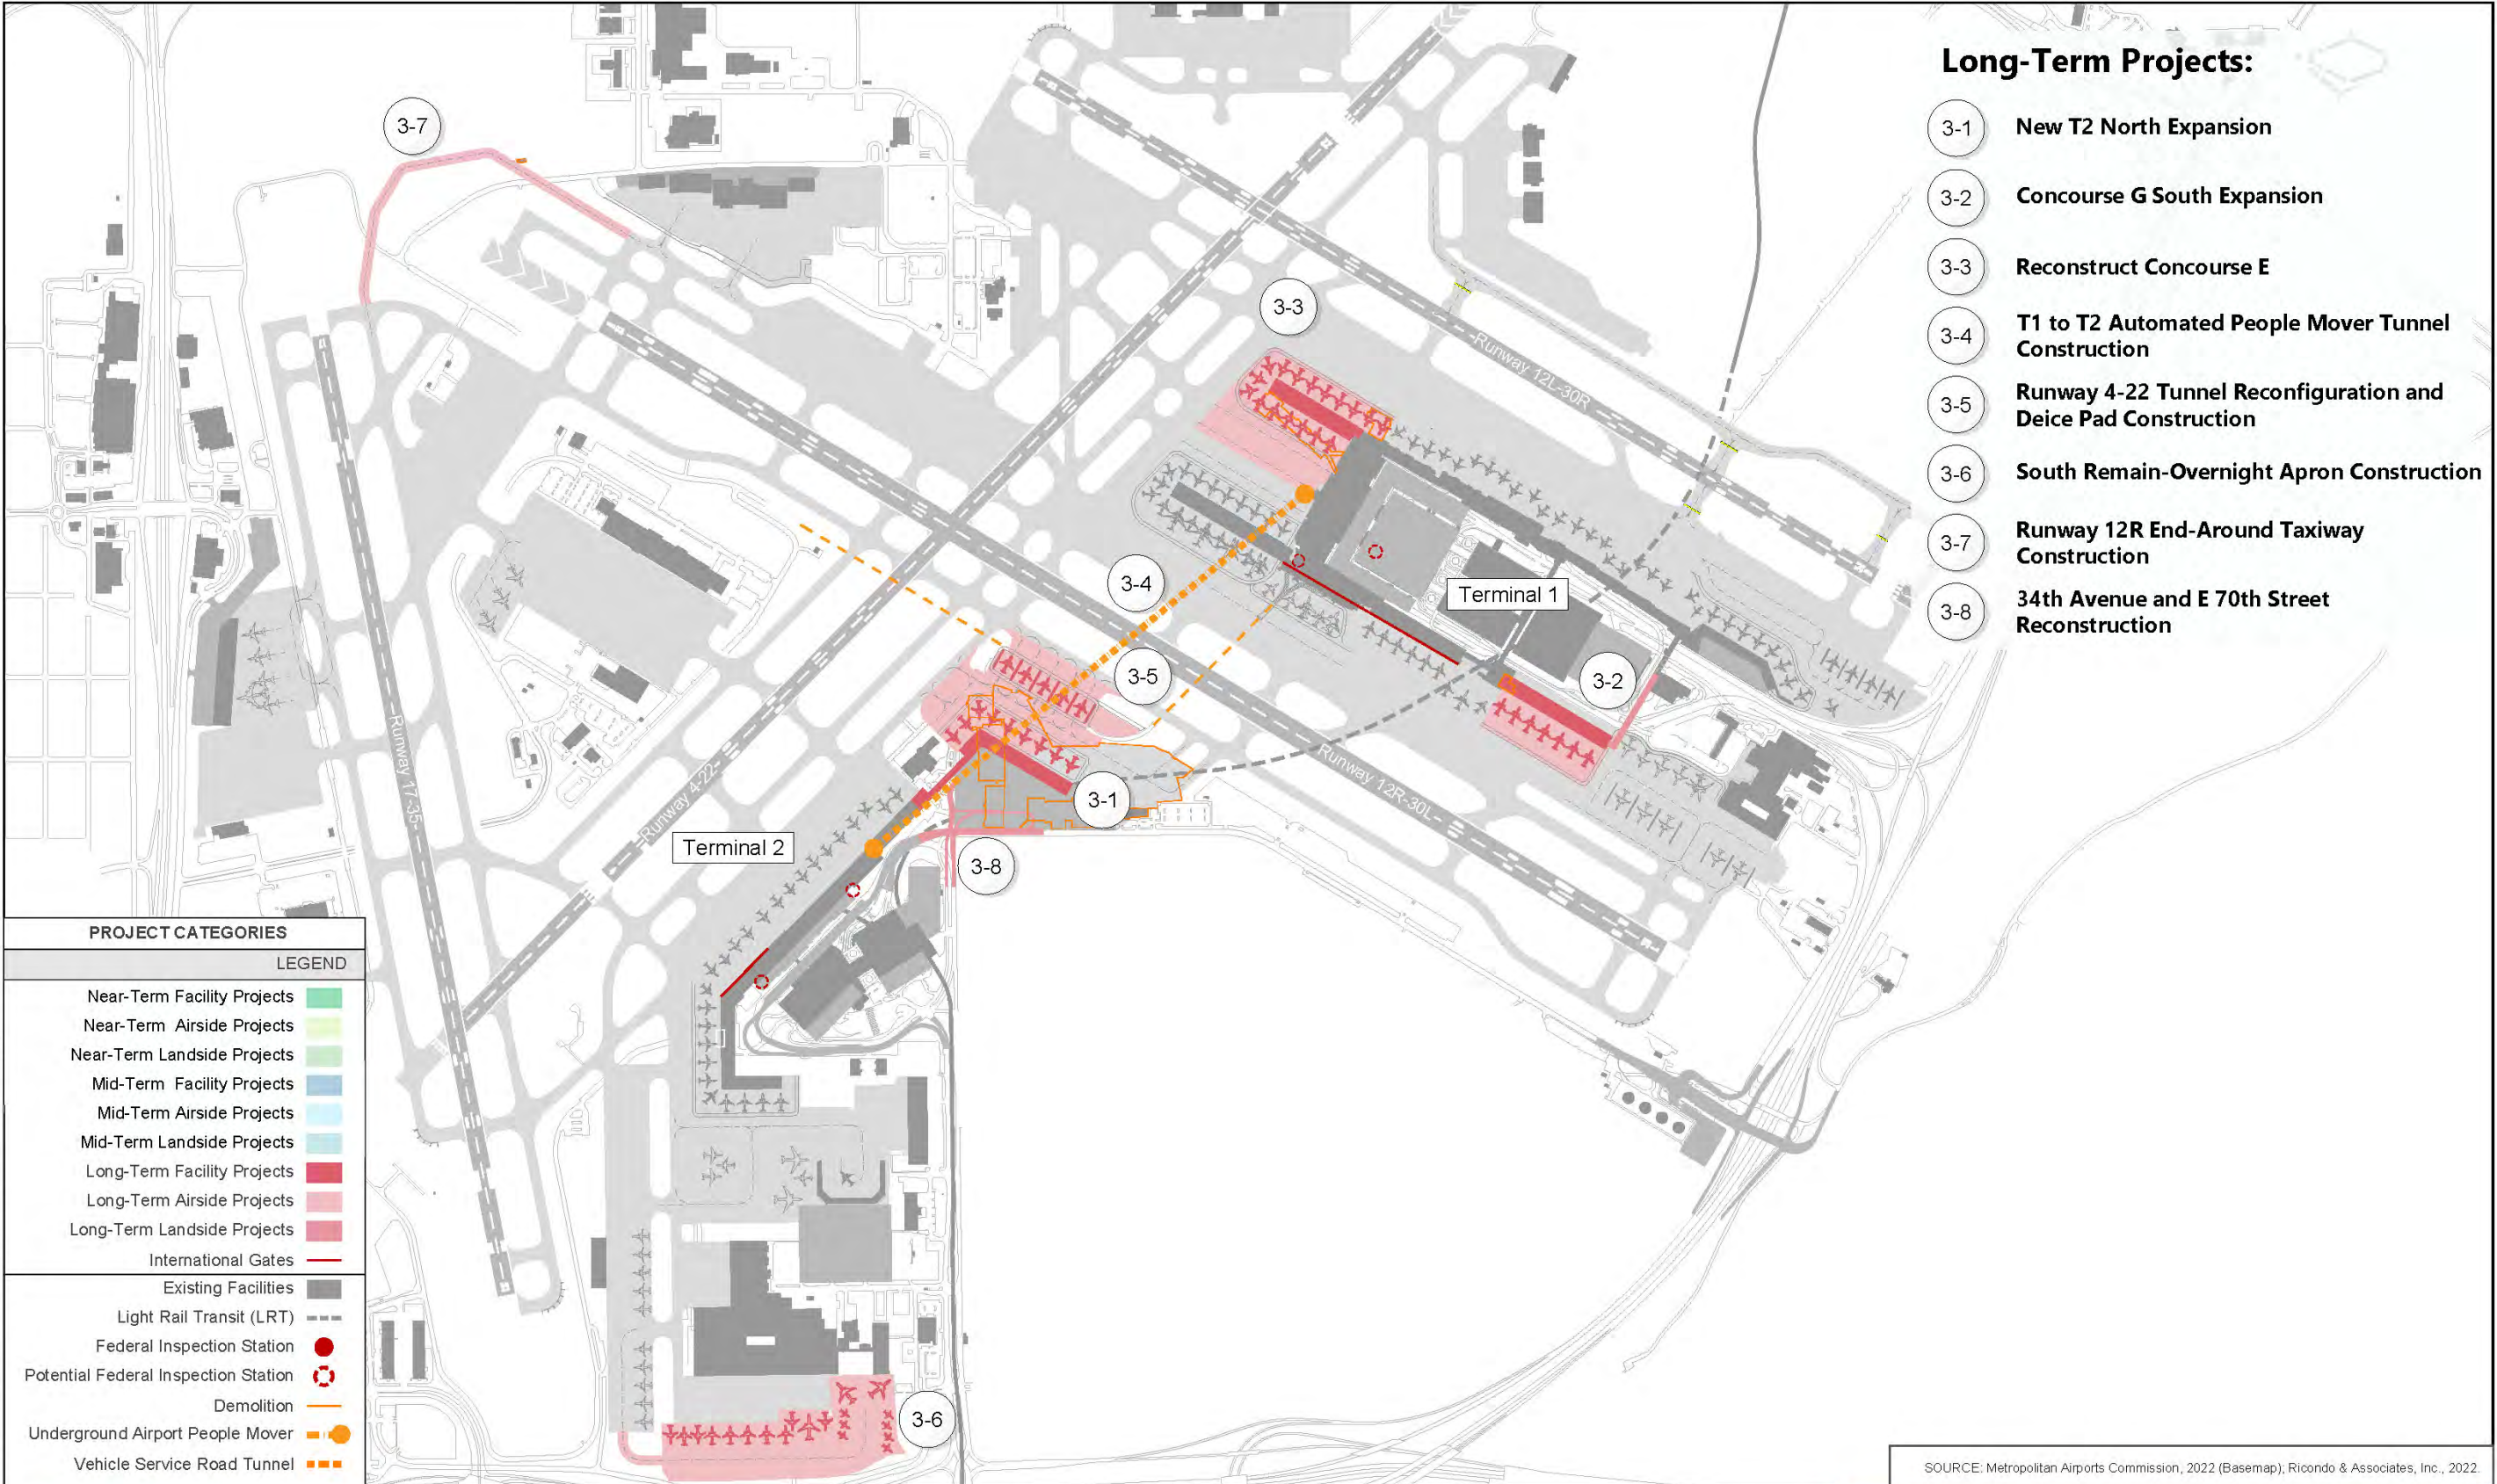 Long-Term Projects:
3-1 New T2 North Expansion
3-2 Concourse G South Expansion
3-3 Reconstruct Concourse E
3-4 T1 to T2 Automated People Mover Tunnel
Construction
3-5 Runway 4-22 Tunnel Reconfiguration and
Deice Pad Construction
3-6 South Remain-Overnight Apron Construction
3-7 Runway 12R End-Around Taxiway
Construction
3-8 34th Avenue and E 70th Street
Reconstruction
3-7
3-3
Runway 12L-30R
3-4
Terminal 1
3-5
3-2
Runway 17-35
Runway 4-22
Runway 12R-30L
3-1
Terminal 2
3-8
3-6
PROJECT CATEGORIES
LEGEND
Near-Term Facility Projects
Near-Term Airside Projects
Near-Term Landside Projects
Mid-Term Facility Projects
Mid-Term Airside Projects
Mid-Term Landside Projects
Long-Term Facility Projects
Long-Term Airside Projects
Long-Term Landside Projects
International Gates
Existing Facilities
Light Rail Transit (LRT)
Federal Inspection Station
Potential Federal Inspection Station
Demolition
Underground Airport People Mover
Vehicle Service Road Tunnel
SOURCE: Metropolitan Airports Commission, 2022 (Basemap); Ricondo & Associates, Inc., 2022.